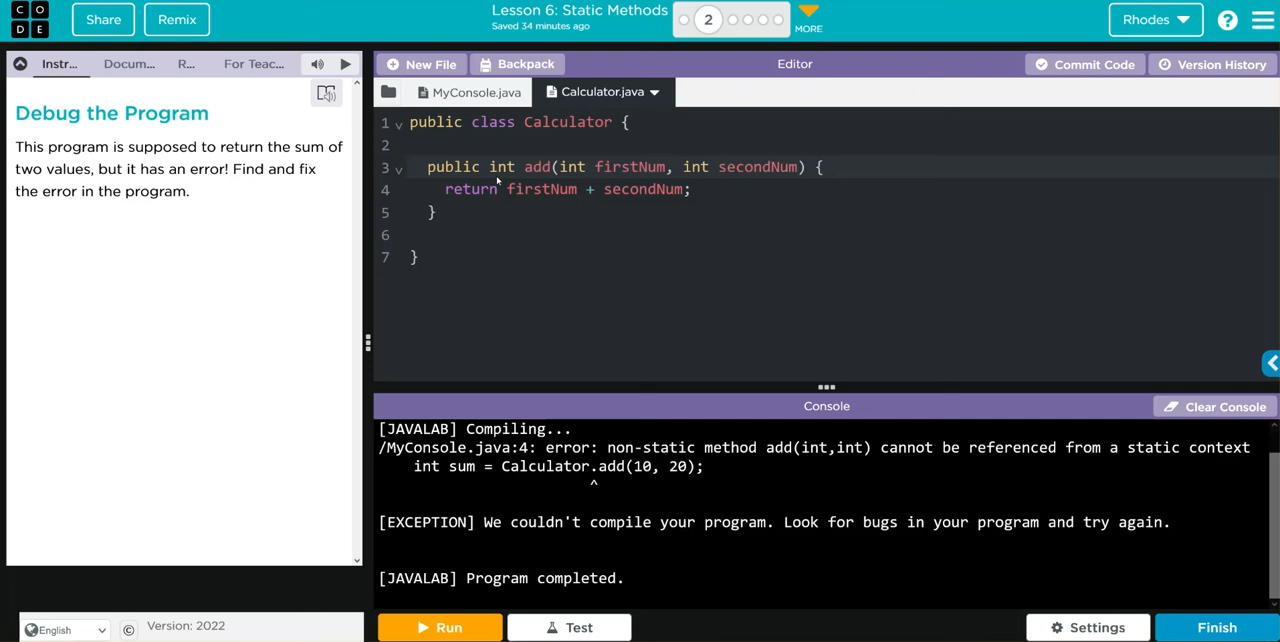 C O
D E
Share
Remix
Lesson 6: Static Methods
Saved 34 minutes ago
2
MORE
Rhodes
?
Instr...
Docum...
R...
For Teac...
New File
Backpack
Editor
Commit Code
Version History
MyConsole.java
Calculator.java
Debug the Program
This program is supposed to return the sum of
two values, but it has an error! Find and fix
the error in the program.
1 public class Calculator {
2
3 public int add(int firstNum, int secondNum) {
4 return firstNum + secondNum;
5 }
6
7 }
Console
Clear Console
[JAVALAB] Compiling...
/MyConsole.java:4: error: non-static method add(int,int) cannot be referenced from a static context
int sum = Calculator.add(10, 20);
^
[EXCEPTION] We couldn't compile your program. Look for bugs in your program and try again.
[JAVALAB] Program completed.
English
©
Version: 2022
Run
Test
Settings
Finish